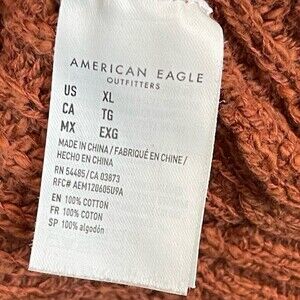 AMERICAN EAGLE
OUTFITTERS
US XL
CA TG
MX EXG
MADE IN CHINA / FABRIQUÉ EN CHINE /
HECHO EN CHINA
RN 54485/CA 03873
RFC# AEM120605U9A
EN 100% COTTON
FR 100% COTON
SP 100% algodón